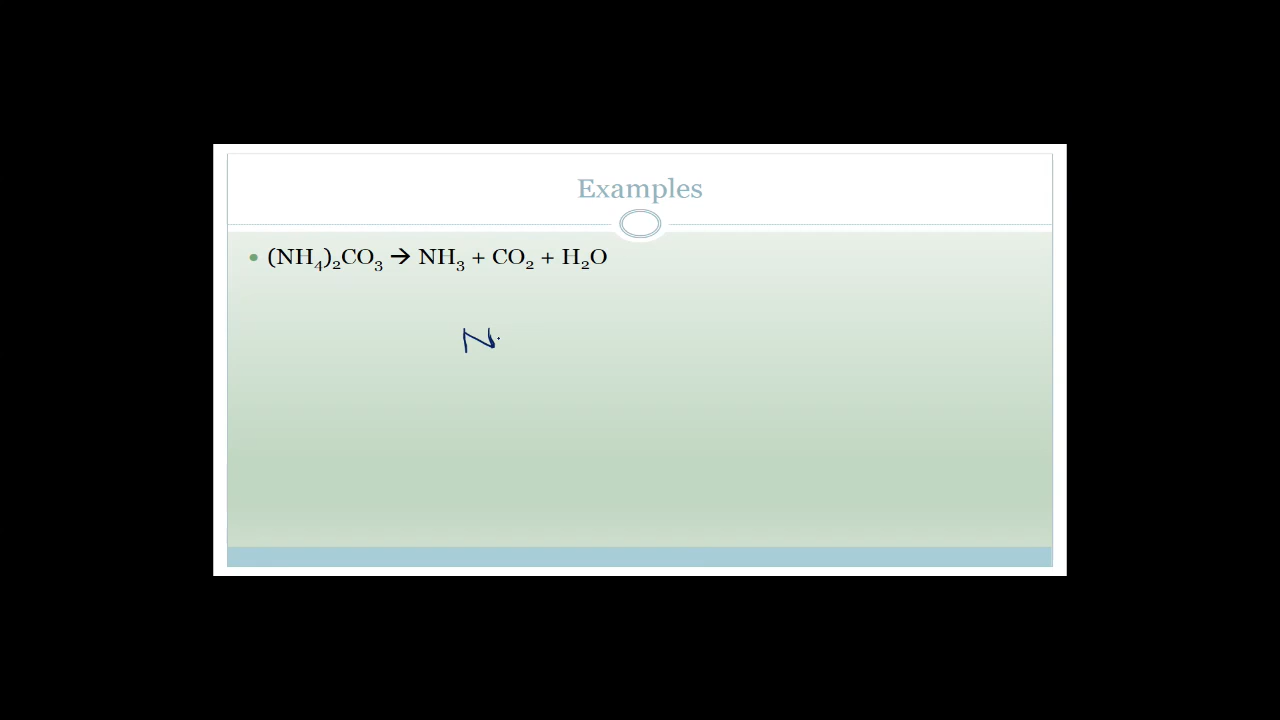 Examples
• (NH₄)₂CO₃ → NH₃ + CO₂ + H₂O
N